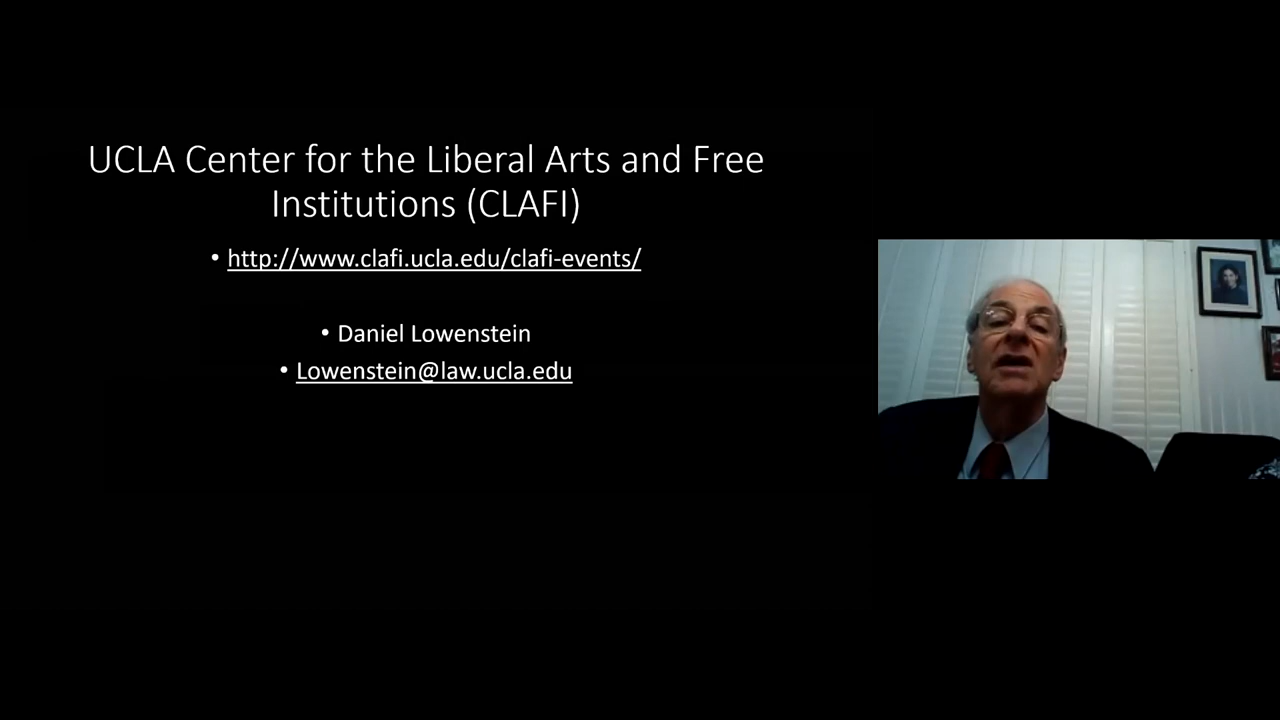 UCLA Center for the Liberal Arts and Free
Institutions (CLAFI)
• http://www.clafi.ucla.edu/clafi-events/
• Daniel Lowenstein
• Lowenstein@law.ucla.edu